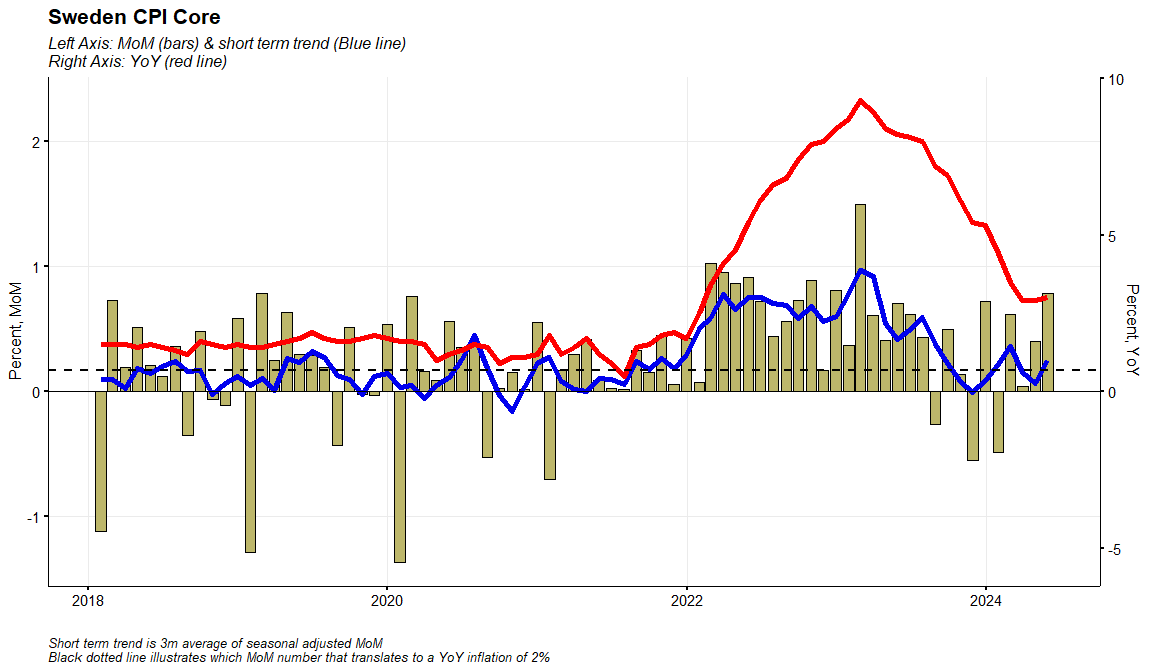 Sweden CPI Core
Left Axis: MoM (bars) & short term trend (Blue line)
Right Axis: YoY (red line)
10
2
5
1
Percent, MoM
Percent, YoY
0
0
-1
-5
2018
2020
2022
2024
Short term trend is 3m average of seasonal adjusted MoM
Black dotted line illustrates which MoM number that translates to a YoY inflation of 2%